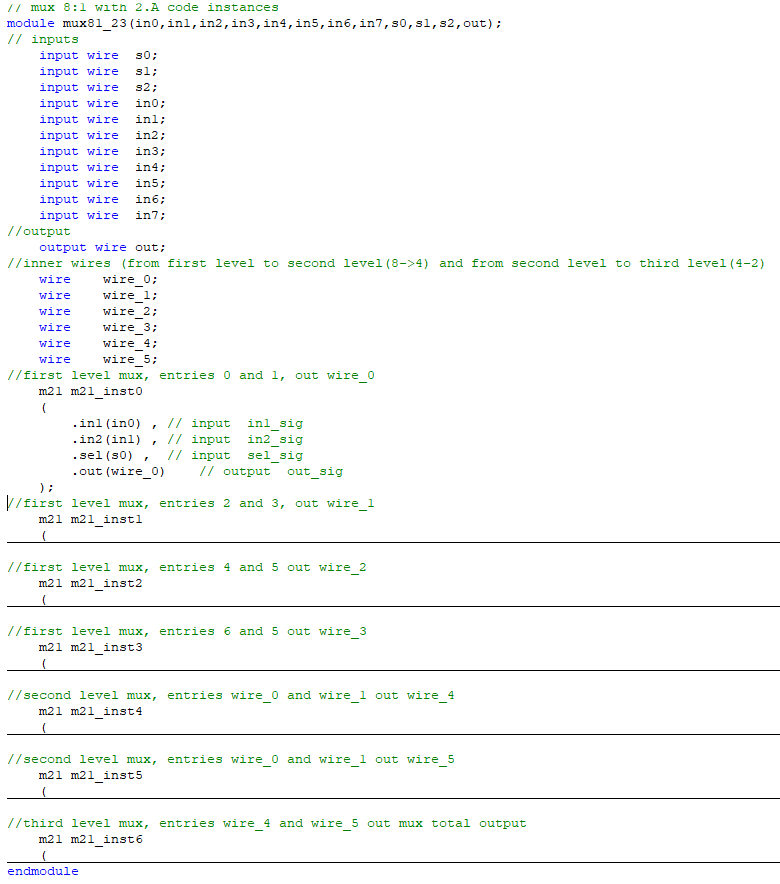 // mux 8:1 with 2.A code instances
module mux81_23(in0,in1,in2,in3,in4,in5,in6,in7,s0,s1,s2,out);
// inputs
input wire s0;
input wire s1;
input wire s2;
input wire in0;
input wire in1;
input wire in2;
input wire in3;
input wire in4;
input wire in5;
input wire in6;
input wire in7;
//output
output wire out;
//inner wires (from first level to second level(8->4) and from second level to third level(4-2)
wire wire_0;
wire wire_1;
wire wire_2;
wire wire_3;
wire wire_4;
wire wire_5;
//first level mux, entries 0 and 1, out wire_0
m21 m21_inst0
(
.in1(in0) , // input in1_sig
.in2(in1) , // input in2_sig
.sel(s0) , // input sel_sig
.out(wire_0) // output out_sig
);
//first level mux, entries 2 and 3, out wire_1
m21 m21_inst1
(
//first level mux, entries 4 and 5 out wire_2
m21 m21_inst2
(
//first level mux, entries 6 and 5 out wire_3
m21 m21_inst3
(
//second level mux, entries wire_0 and wire_1 out wire_4
m21 m21_inst4
(
//second level mux, entries wire_0 and wire_1 out wire_5
m21 m21_inst5
(
//third level mux, entries wire_4 and wire_5 out mux total output
m21 m21_inst6
(
endmodule